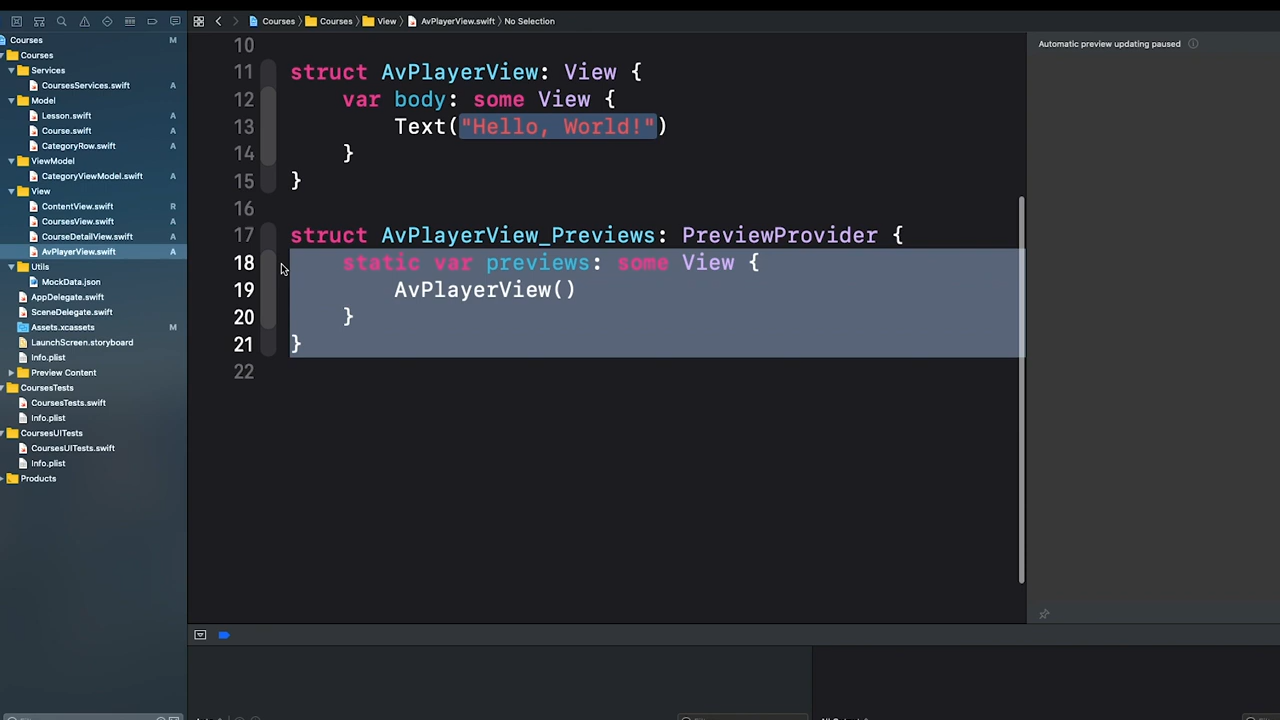 Courses Courses View AvPlayerView.swift No Selection
Courses M
Courses
Services
CoursesServices.swift A
Model
Lesson.swift A
Course.swift A
CategoryRow.swift A
ViewModel
CategoryViewModel.swift A
View
ContentView.swift R
CoursesView.swift A
CourseDetailView.swift A
AvPlayerView.swift A
Utils
MockData.json A
AppDelegate.swift A
SceneDelegate.swift A
Assets.xcassets M
LaunchScreen.storyboard
Info.plist
Preview Content
CoursesTests
CoursesTests.swift
Info.plist
CoursesUITests
CoursesUITests.swift
Info.plist
Products
10
11 struct AvPlayerView: View {
12 var body: some View {
13 Text("Hello, World!")
14 }
15 }
16
17 struct AvPlayerView_Previews: PreviewProvider {
18 static var previews: some View {
19 AvPlayerView()
20 }
21 }
22
Automatic preview updating paused